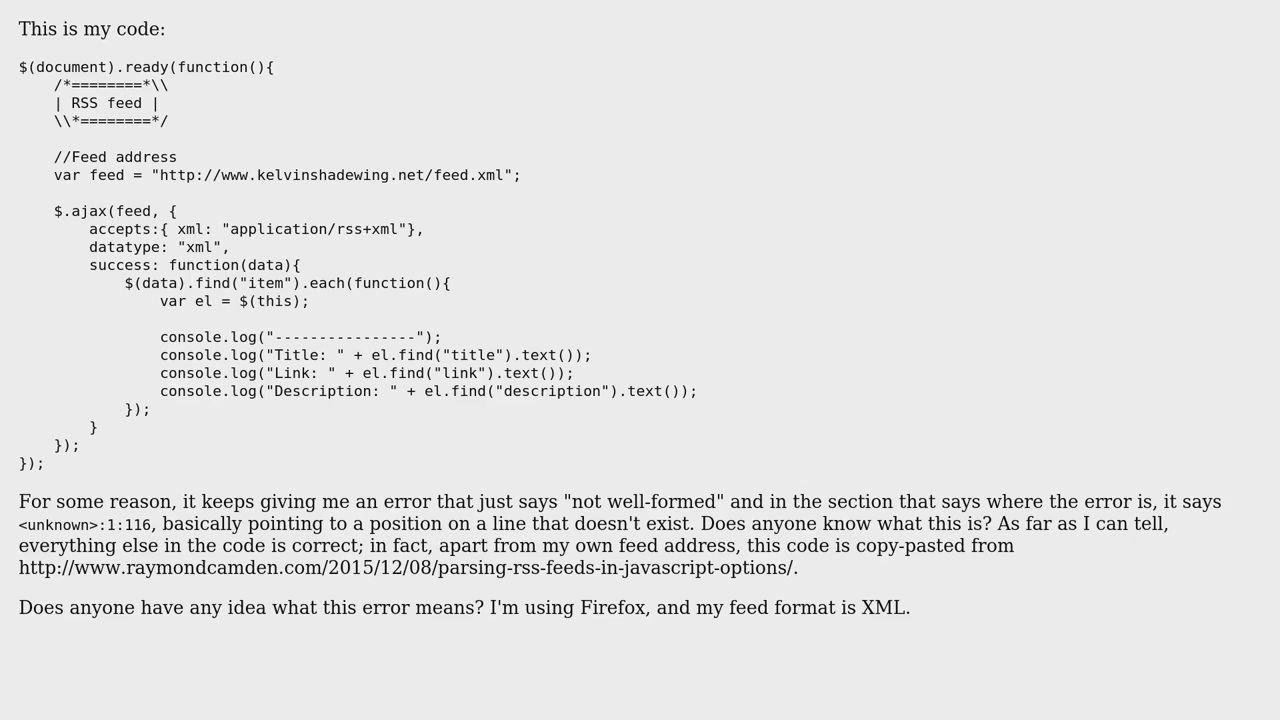 This is my code:
$(document).ready(function(){
    /*========*\\
    | RSS feed |
    \\*========*/

    //Feed address
    var feed = "http://www.kelvinshadewing.net/feed.xml";

    $.ajax(feed, {
        accepts:{ xml: "application/rss+xml"},
        datatype: "xml",
        success: function(data){
            $(data).find("item").each(function(){
                var el = $(this);

                console.log("----------------");
                console.log("Title: " + el.find("title").text());
                console.log("Link: " + el.find("link").text());
                console.log("Description: " + el.find("description").text());
            });
        }
    });
});
For some reason, it keeps giving me an error that just says "not well-formed" and in the section that says where the error is, it says
<unknown>:1:116, basically pointing to a position on a line that doesn't exist. Does anyone know what this is? As far as I can tell,
everything else in the code is correct; in fact, apart from my own feed address, this code is copy-pasted from
http://www.raymondcamden.com/2015/12/08/parsing-rss-feeds-in-javascript-options/.
Does anyone have any idea what this error means? I'm using Firefox, and my feed format is XML.